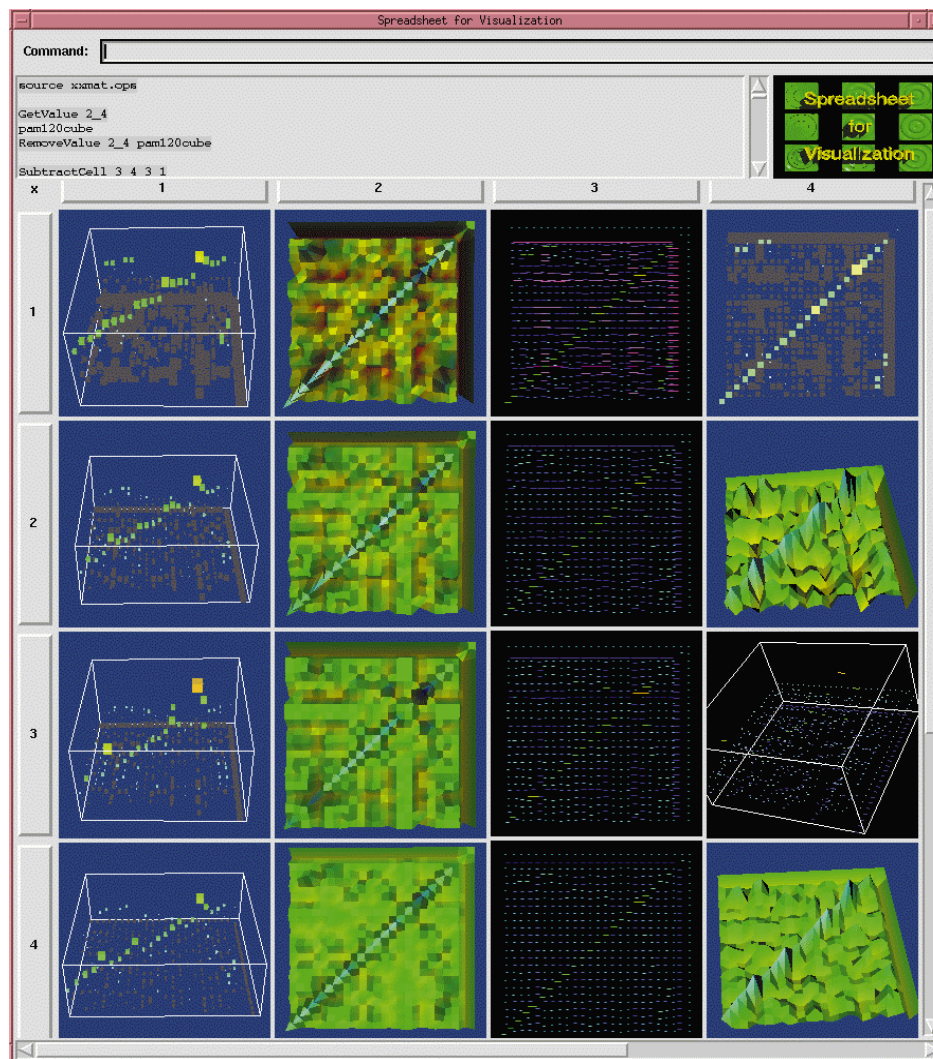 Spreadsheet for Visualization
Command:
source xxmat.ops
GetValue 2_4
pam120cube
RemoveValue 2_4 pam120cube
SubtractCell 3 4 3 1
Spreadsheet
for
Visualization
x 1 2 3 4
1
2
3
4